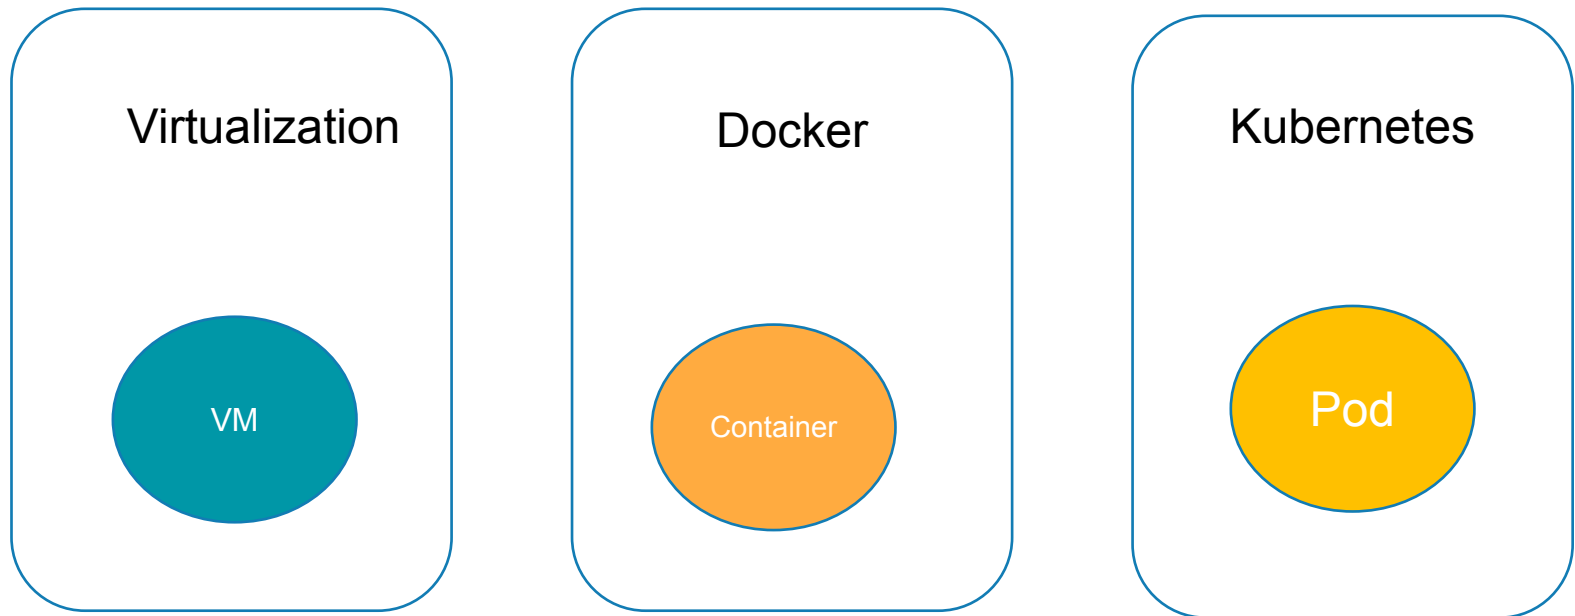 Virtualization
VM
Docker
Container
Kubernetes
Pod